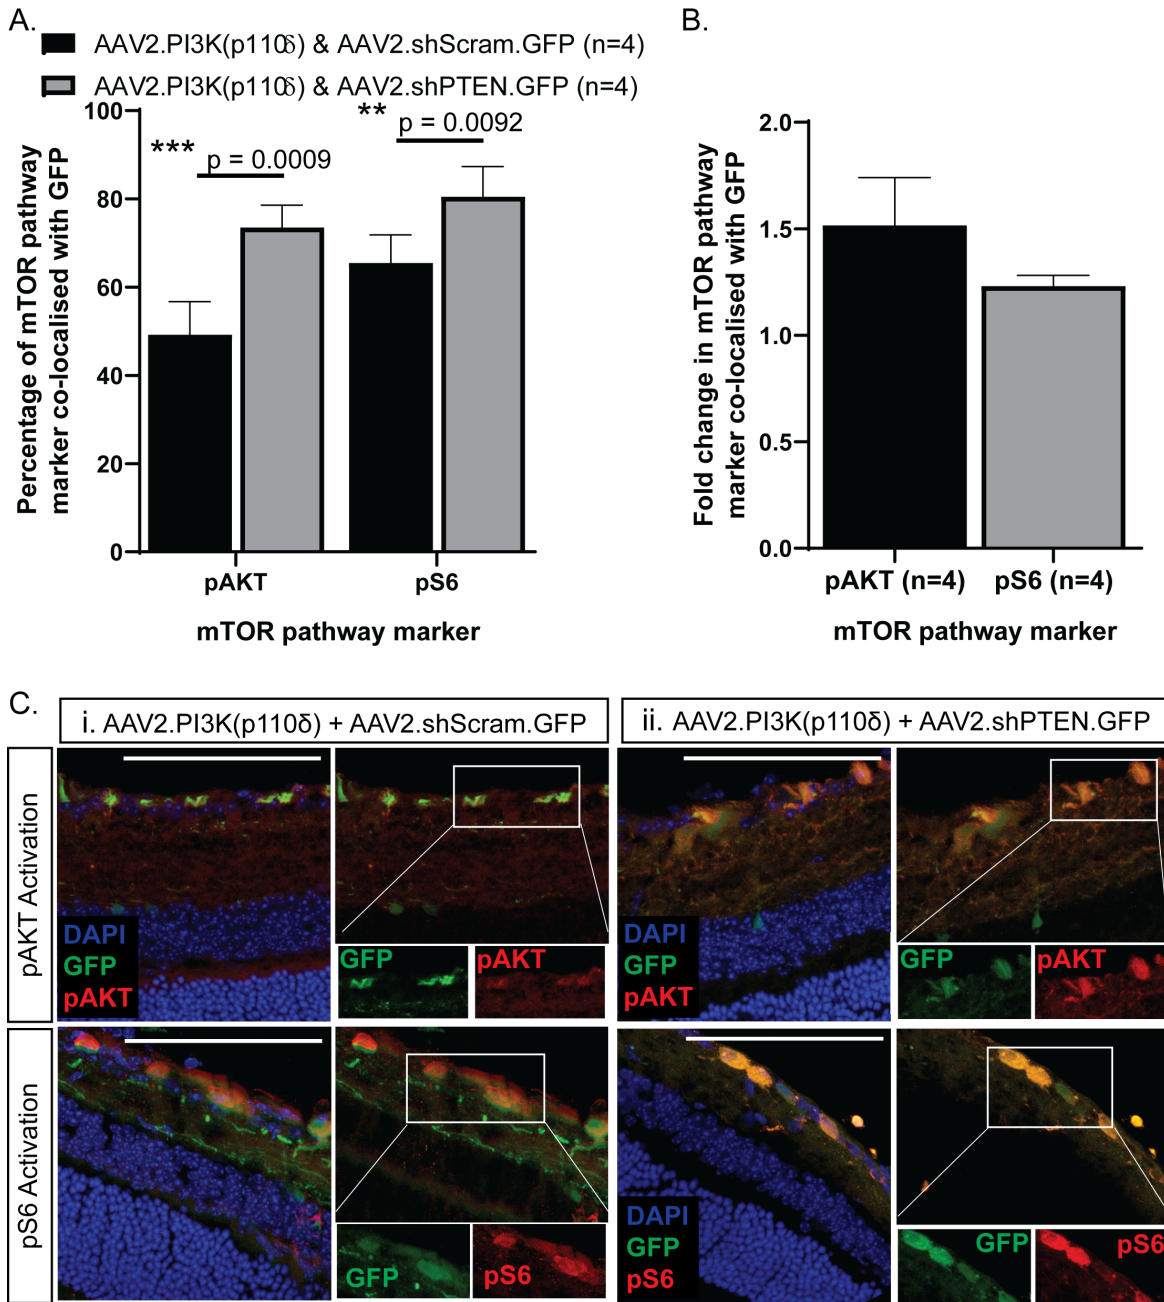 A.
AAV2.PI3K(p110δ) & AAV2.shScram.GFP (n=4)
AAV2.PI3K(p110δ) & AAV2.shPTEN.GFP (n=4)
Percentage of mTOR pathway
marker co-localised with GFP
100
80
60
40
20
0
***
p = 0.0009
**
p = 0.0092
pAKT
pS6
mTOR pathway marker
B.
Fold change in mTOR pathway
marker co-localised with GFP
2.0
1.5
1.0
0.5
0.0
pAKT (n=4)
pS6 (n=4)
mTOR pathway marker
C.
i. AAV2.PI3K(p110δ) + AAV2.shScram.GFP
ii. AAV2.PI3K(p110δ) + AAV2.shPTEN.GFP
pAKT Activation
DAPI
GFP
pAKT
GFP
pAKT
DAPI
GFP
pAKT
GFP
pAKT
pS6 Activation
GFP
pS6
DAPI
GFP
pS6
GFP
pS6